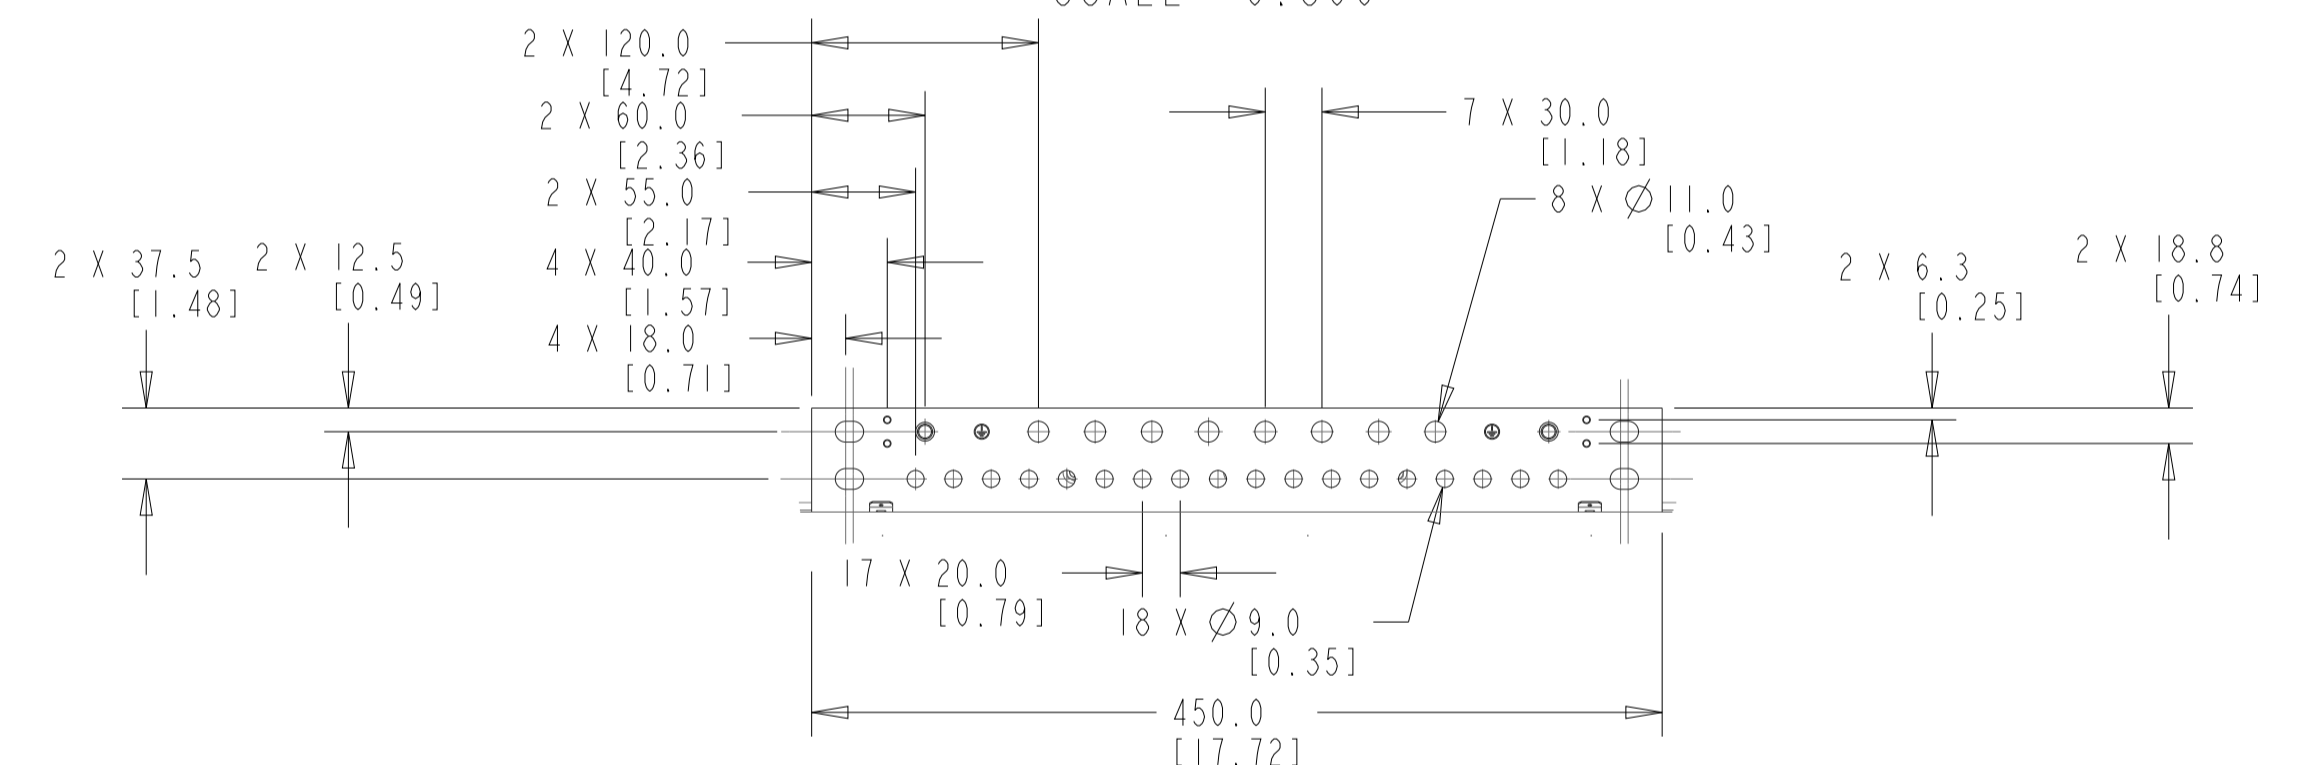 2 X 120.0
[4.72]
2 X 60.0
[2.36]
2 X 55.0
[2.17]
4 X 40.0
[1.57]
4 X 18.0
[0.71]
2 X 37.5
[1.48]
2 X 12.5
[0.49]
7 X 30.0
[1.18]
8 X Ø11.0
[0.43]
2 X 6.3
[0.25]
2 X 18.8
[0.74]
17 X 20.0
[0.79]
18 X Ø9.0
[0.35]
450.0
[17.72]